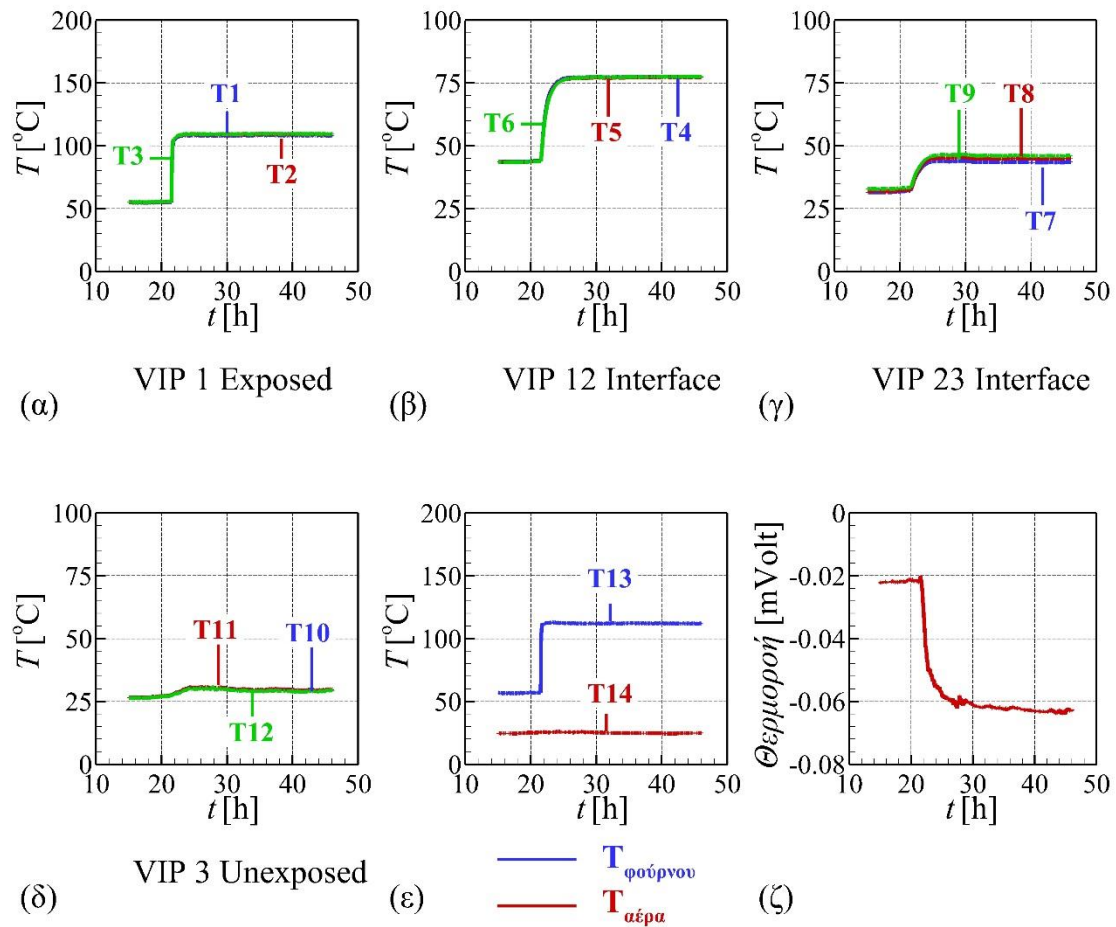 200
150
100
50
0
T [°C]
T1
T3
T2
10 20 30 40 50
t [h]
VIP 1 Exposed
(α)
100
75
50
25
0
T [°C]
T6
T5
T4
10 20 30 40 50
t [h]
VIP 12 Interface
(β)
100
75
50
25
0
T [°C]
T9
T8
T7
10 20 30 40 50
t [h]
VIP 23 Interface
(γ)
100
75
50
25
0
T [°C]
T11
T10
T12
10 20 30 40 50
t [h]
VIP 3 Unexposed
(δ)
200
150
100
50
0
T [°C]
T13
T14
10 20 30 40 50
t [h]
Tφούρνου
Tαέρα
(ε)
0
-0.02
-0.04
-0.06
-0.08
Θερμοροή [mVolt]
10 20 30 40 50
t [h]
(ζ)